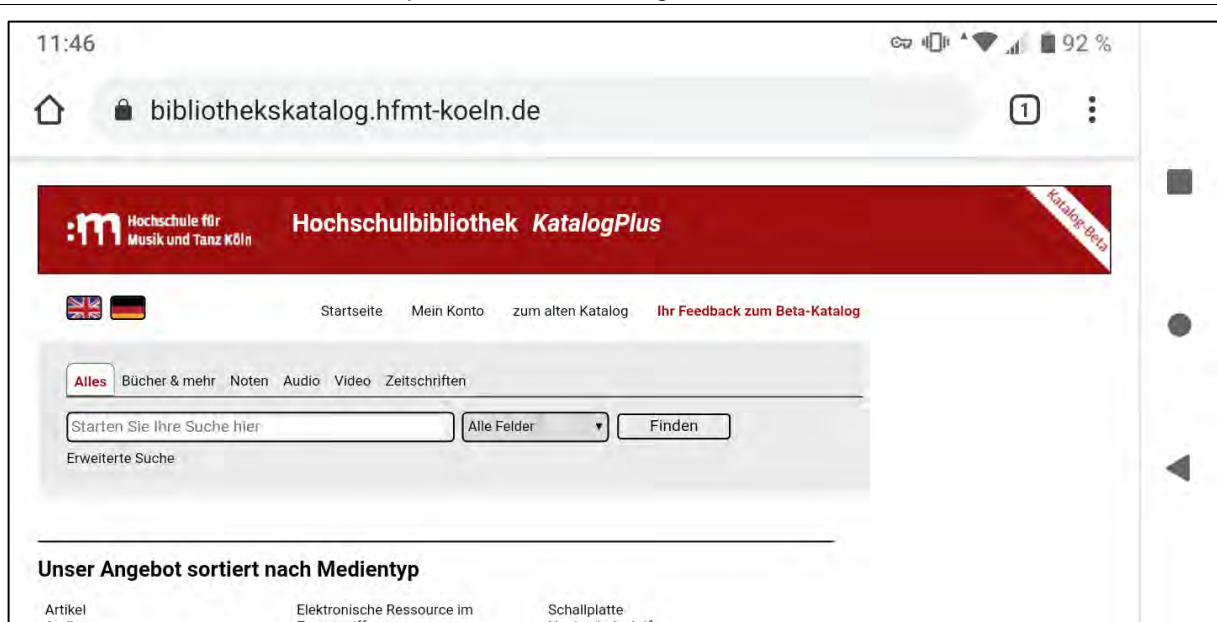 11:46
92 %
bibliothekskatalog.hfmt-koeln.de
1
:m Hochschule für
Musik und Tanz Köln
Hochschulbibliothek KatalogPlus
Katalog-Beta
Startseite Mein Konto zum alten Katalog Ihr Feedback zum Beta-Katalog
Alles Bücher & mehr Noten Audio Video Zeitschriften
Starten Sie Ihre Suche hier Alle Felder Finden
Erweiterte Suche
Unser Angebot sortiert nach Medientyp
Artikel Elektronische Ressource im Schallplatte